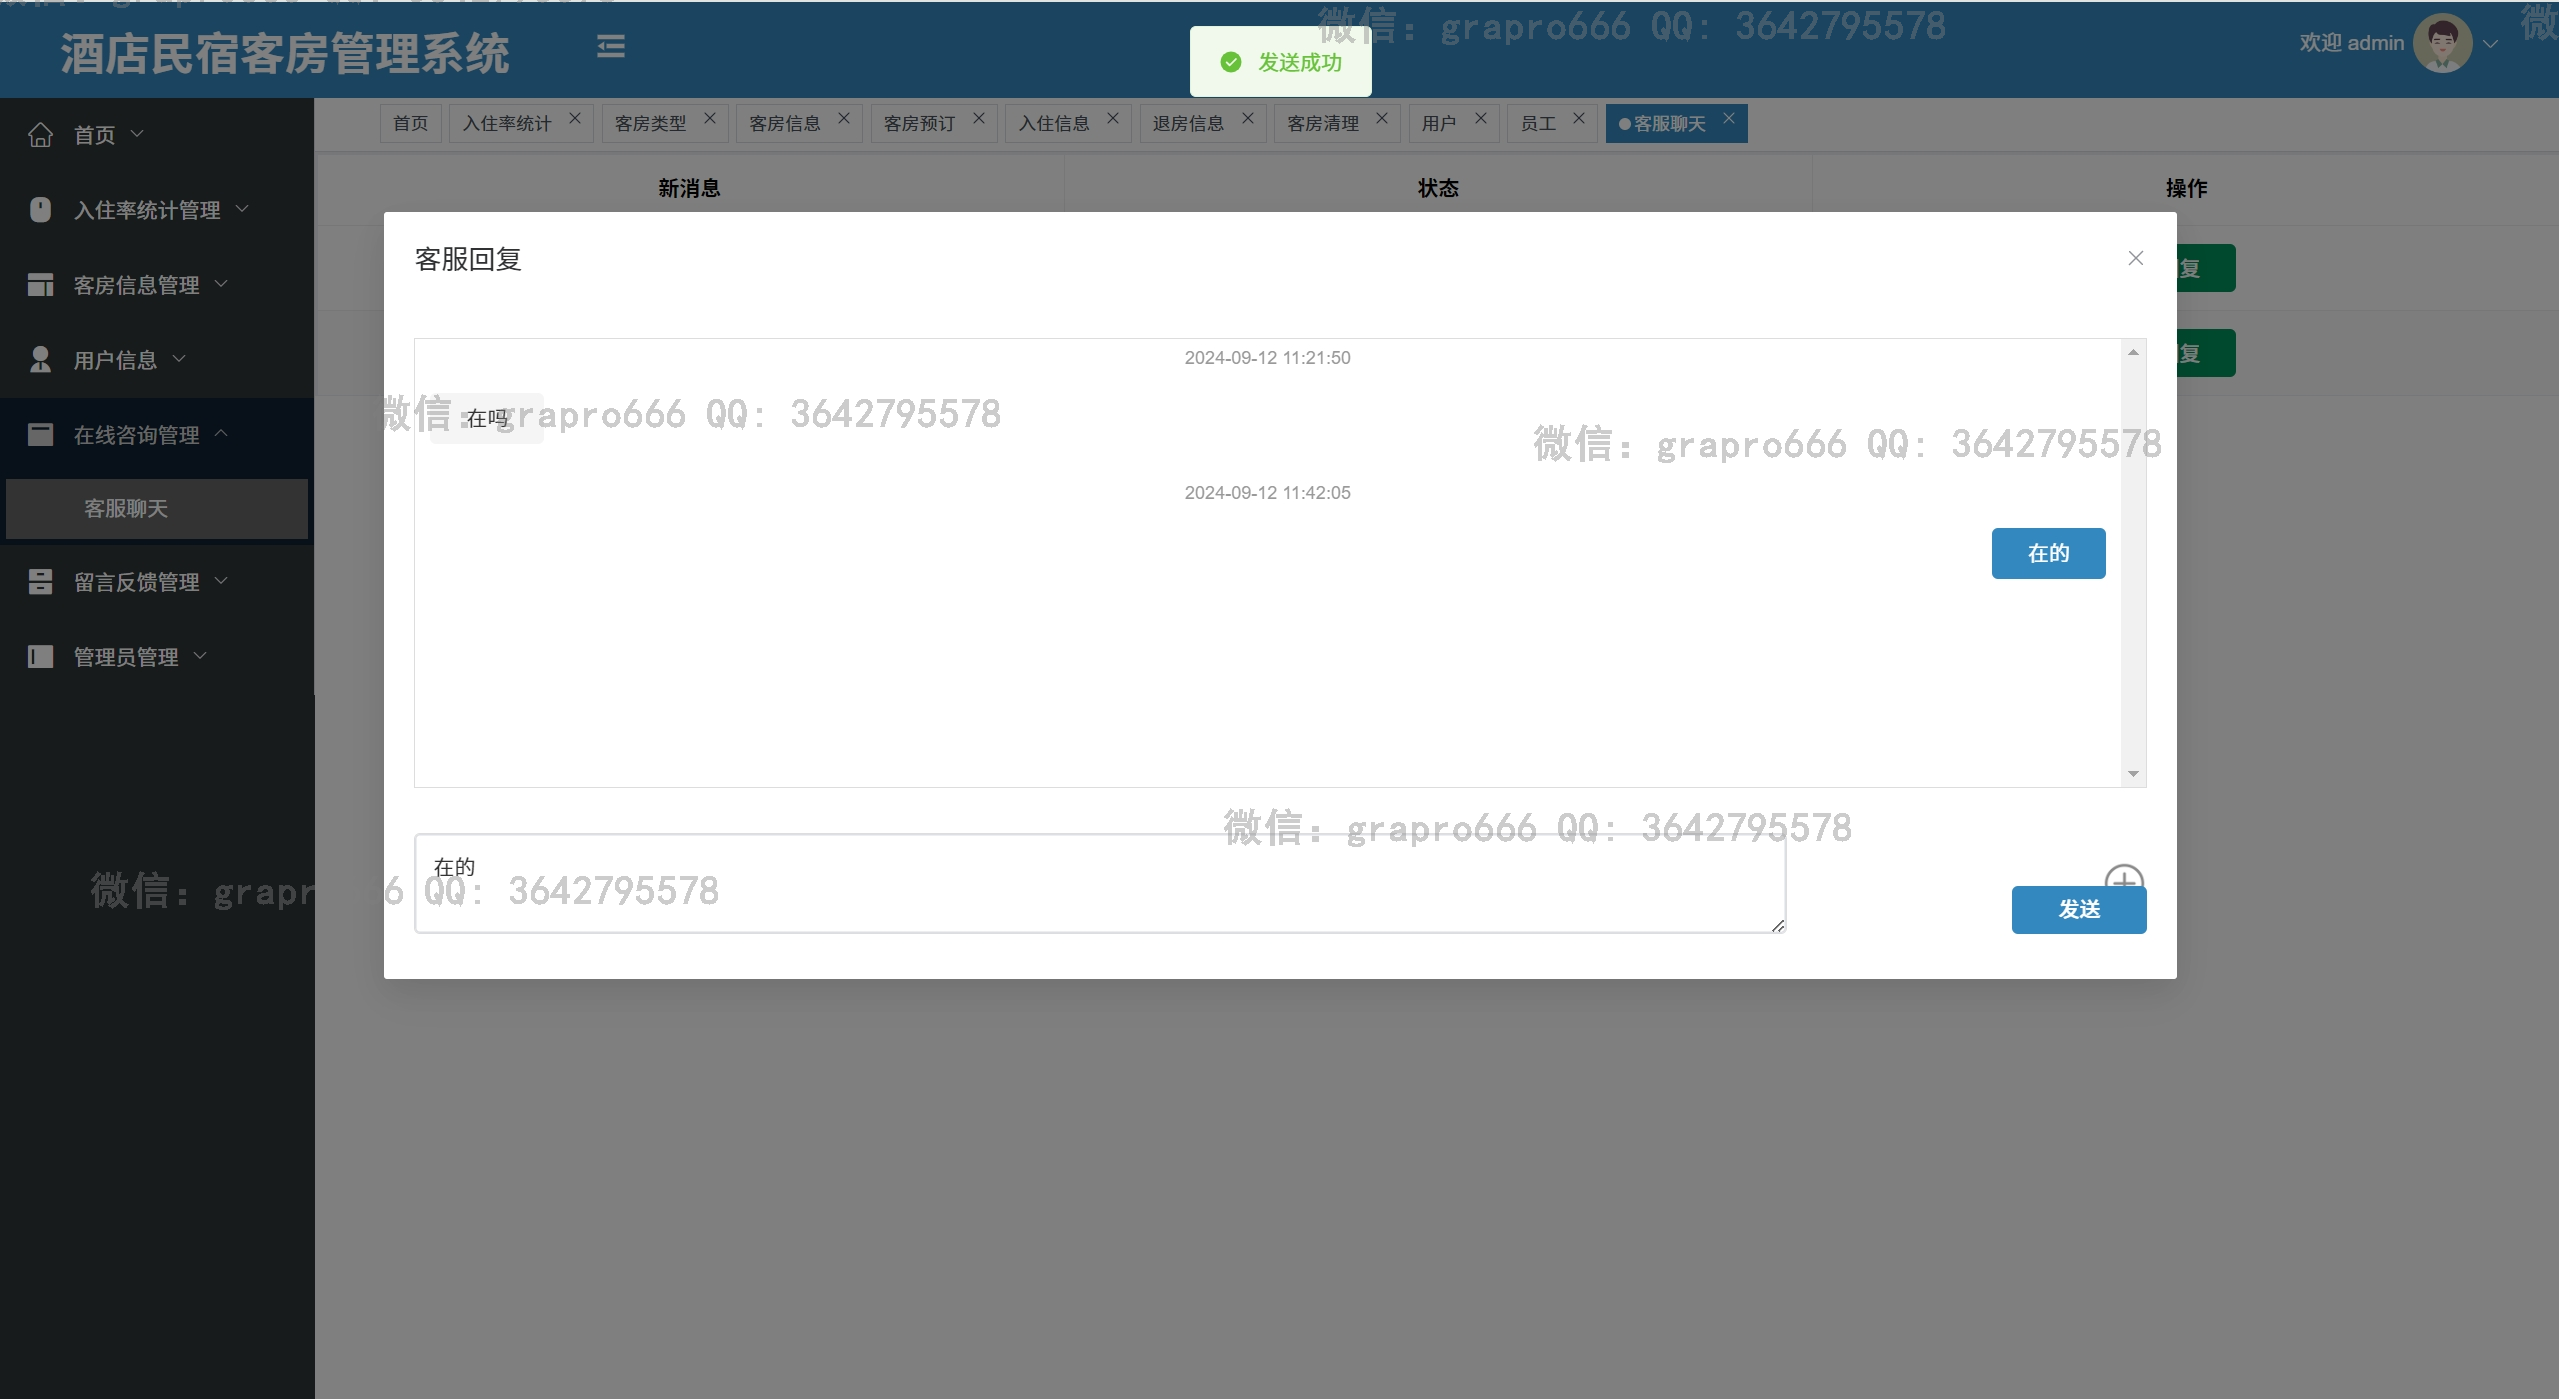 微信: grapro666 QQ: 3642795578
酒店民宿客房管理系统
发送成功
欢迎 admin
首页
入住率统计
客房类型
客房信息
客房预订
入住信息
退房信息
客房清理
用户
员工
客服聊天
首页
入住率统计管理
客房信息管理
用户信息
在线咨询管理
客服聊天
留言反馈管理
管理员管理
新消息
状态
操作
复
复
客服回复
2024-09-12 11:21:50
在吗
微信: grapro666 QQ: 3642795578
微信: grapro666 QQ: 3642795578
2024-09-12 11:42:05
在的
微信: grapro666 QQ: 3642795578
在的
微信: grapr 6 QQ: 3642795578
发送